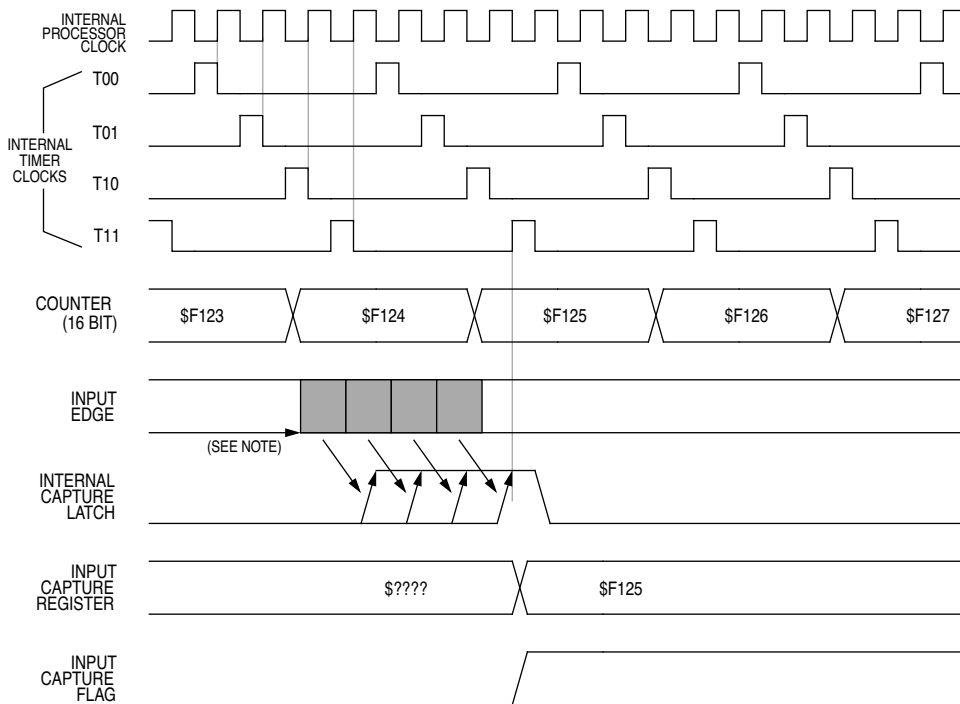 INTERNAL
PROCESSOR
CLOCK
T00
T01
INTERNAL
TIMER
CLOCKS
T10
T11
COUNTER
(16 BIT)
$F123
$F124
$F125
$F126
$F127
INPUT
EDGE
(SEE NOTE)
INTERNAL
CAPTURE
LATCH
INPUT
CAPTURE
REGISTER
$????
$F125
INPUT
CAPTURE
FLAG